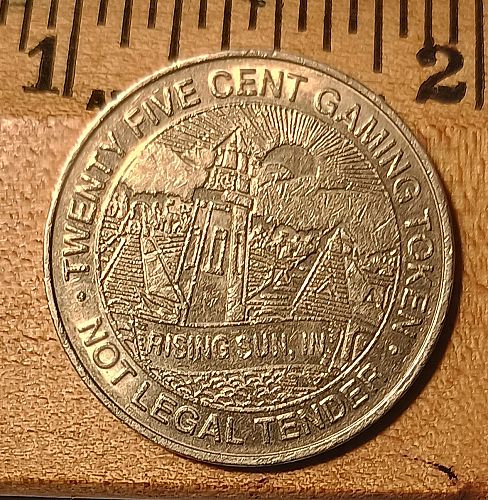 1 2
TWENTY FIVE CENT GAMING TOKEN
RISING SUN, IN
• NOT LEGAL TENDER •